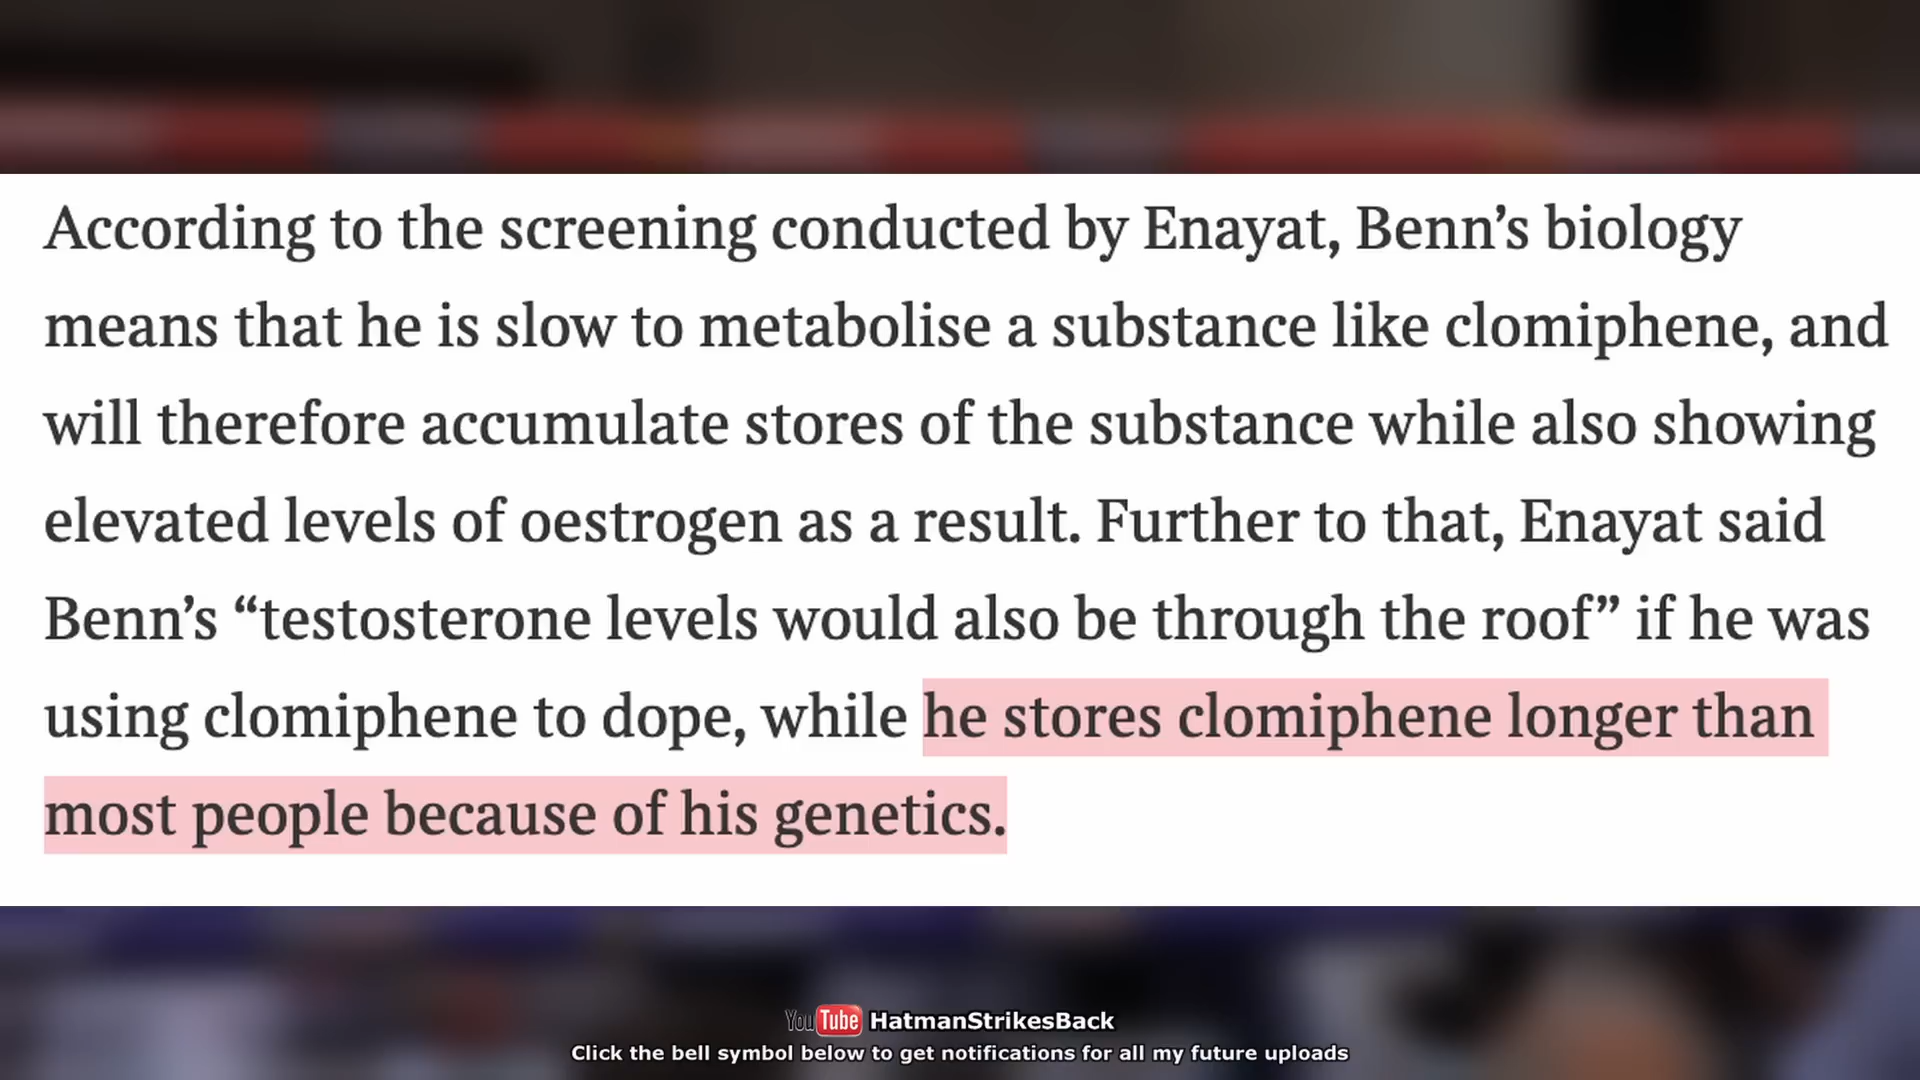 According to the screening conducted by Enayat, Benn’s biology
means that he is slow to metabolise a substance like clomiphene, and
will therefore accumulate stores of the substance while also showing
elevated levels of oestrogen as a result. Further to that, Enayat said
Benn’s “testosterone levels would also be through the roof” if he was
using clomiphene to dope, while he stores clomiphene longer than
most people because of his genetics.
YouTube HatmanStrikesBack
Click the bell symbol below to get notifications for all my future uploads